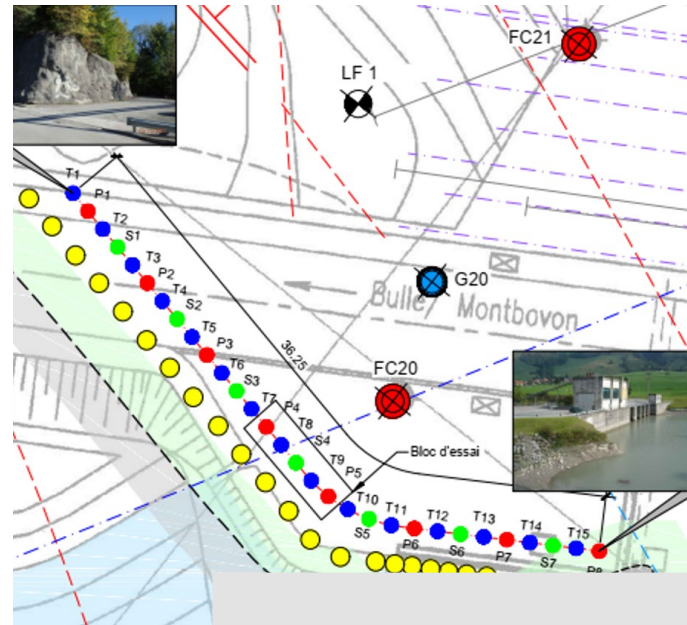 FC21
LF 1
T1
P1
T2
S1
T3
P2
T4
S2
T5
P3
T6
S3
T7
P4
T8
S4
T9
P5
T10
S5
T11
P6
T12
S6
T13
P7
T14
S7
T15
P8
36.25
G20
Bulle/ Montbovon
FC20
Bloc d'essai